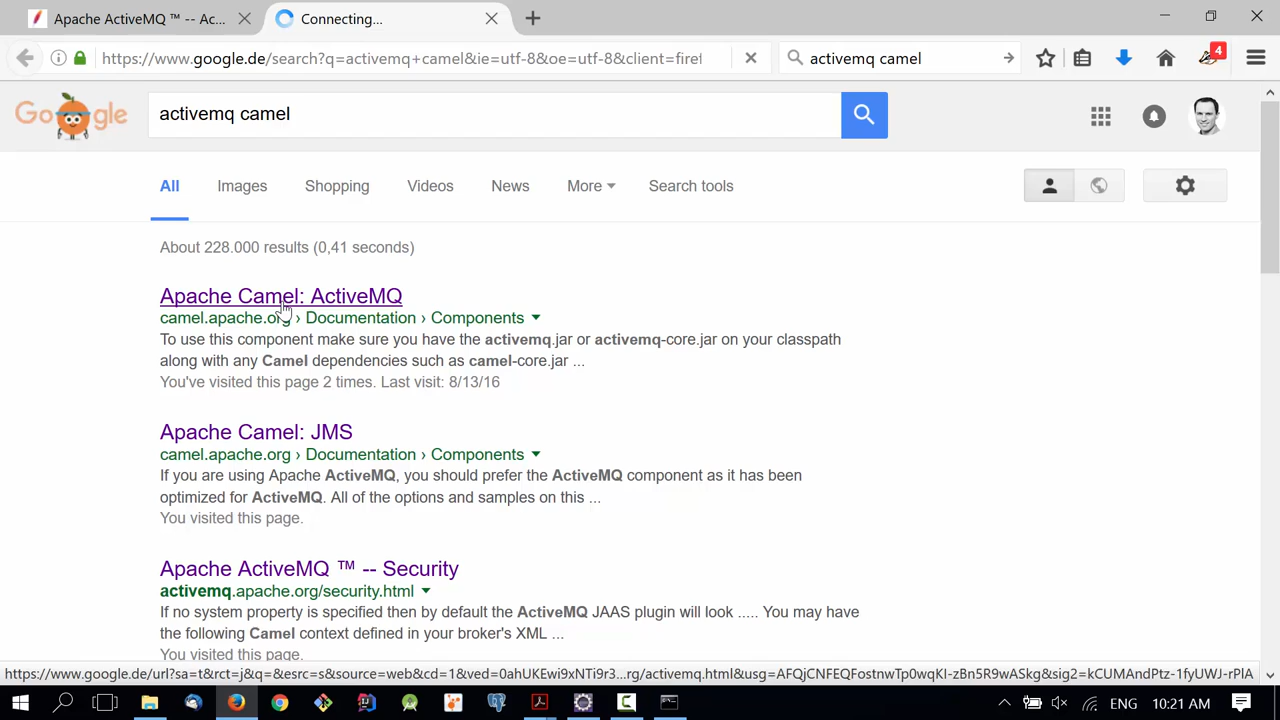 Apache ActiveMQ ™ -- Ac...
Connecting...
https://www.google.de/search?q=activemq+camel&ie=utf-8&oe=utf-8&client=firef
activemq camel
4
Google
activemq camel
All
Images
Shopping
Videos
News
More
Search tools
About 228.000 results (0,41 seconds)
Apache Camel: ActiveMQ
camel.apache.org › Documentation › Components
To use this component make sure you have the activemq.jar or activemq-core.jar on your classpath
along with any Camel dependencies such as camel-core.jar ...
You've visited this page 2 times. Last visit: 8/13/16
Apache Camel: JMS
camel.apache.org › Documentation › Components
If you are using Apache ActiveMQ, you should prefer the ActiveMQ component as it has been
optimized for ActiveMQ. All of the options and samples on this ...
You visited this page.
Apache ActiveMQ ™ -- Security
activemq.apache.org/security.html
If no system property is specified then by default the ActiveMQ JAAS plugin will look ..... You may have
the following Camel context defined in your broker's XML ...
You visited this page.
https://www.google.de/url?sa=t&rct=j&q=&esrc=s&source=web&cd=1&ved=0ahUKEwi9xNTi9r3...rg/activemq.html&usg=AFQjCNFEQFostnwTp0wqKI-zBn5R9wASkg&sig2=kCUMAndPtz-1fyUWJ-rPlA
ENG
10:21 AM